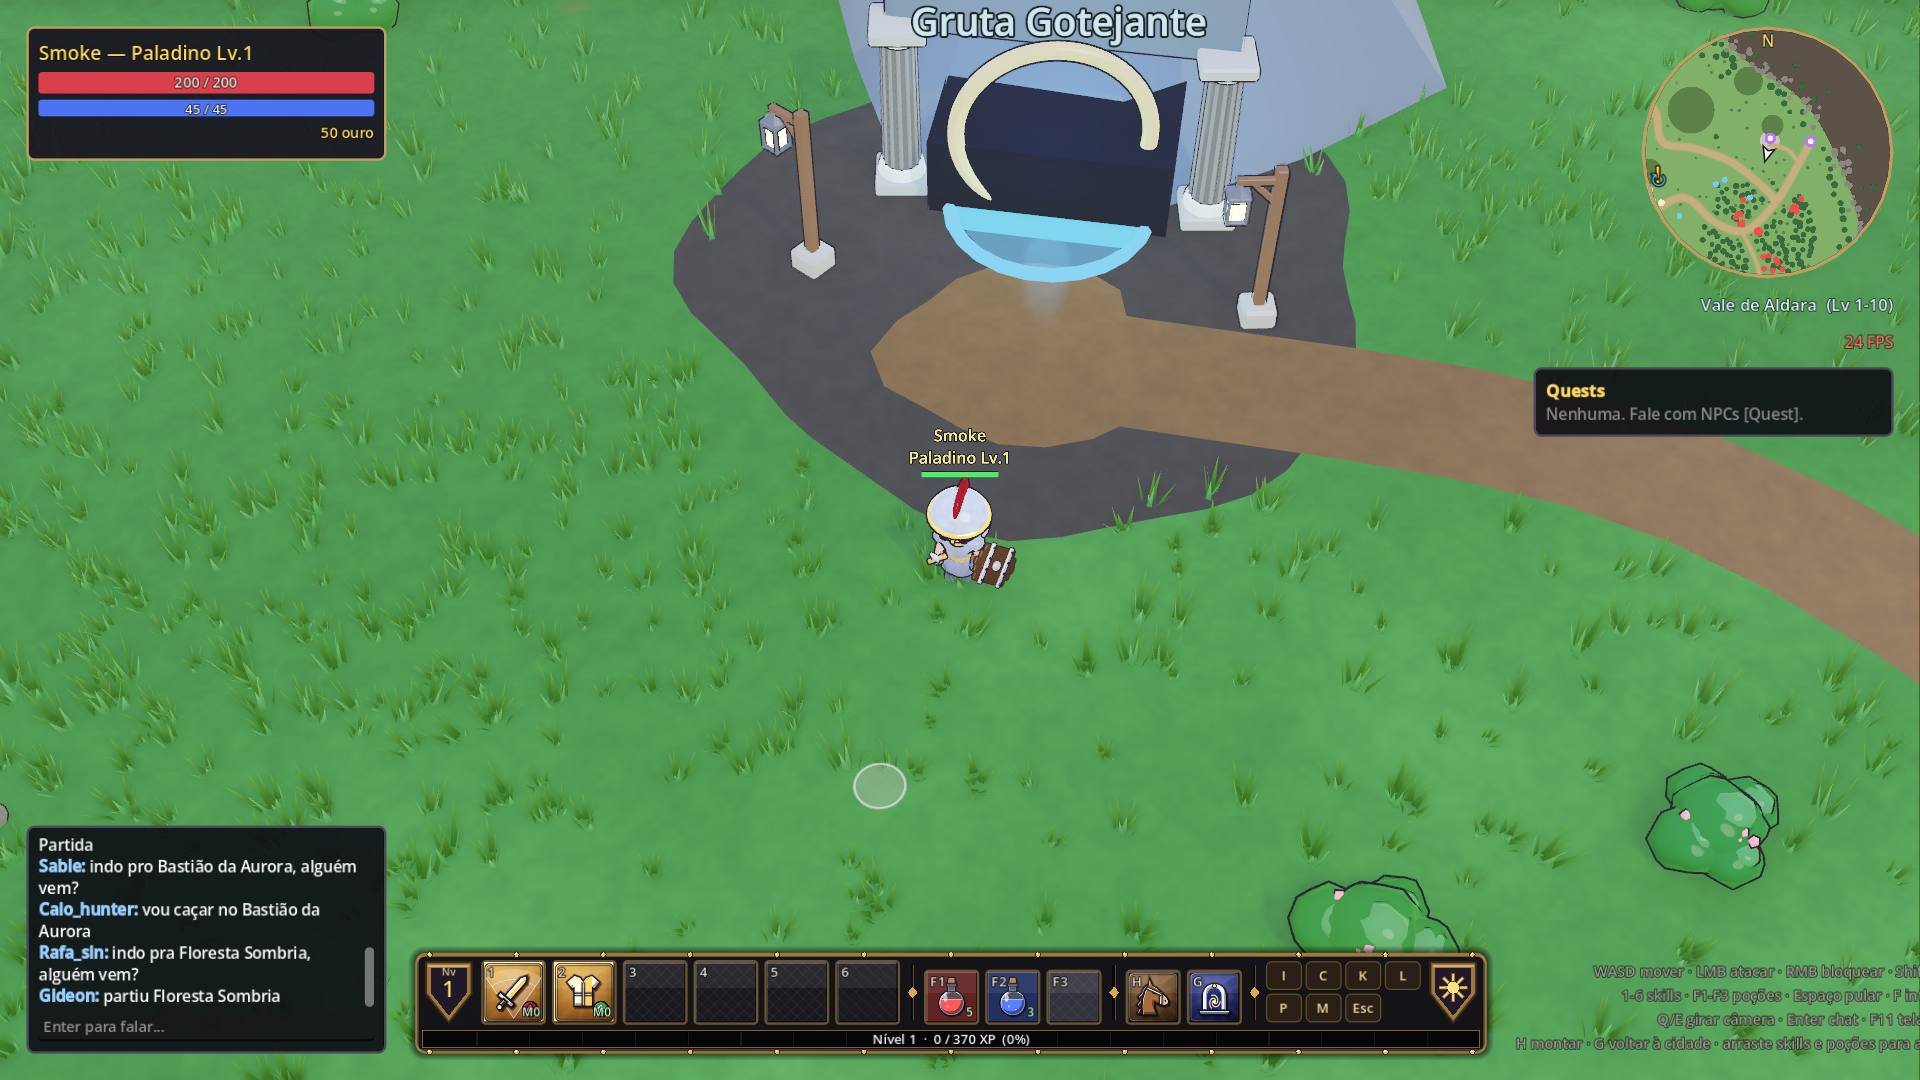 Gruta Gotejante
Smoke — Paladino Lv.1
200 / 200
45 / 45
50 ouro
N
Vale de Aldara (Lv 1-10)
24 FPS
Quests
Nenhuma. Fale com NPCs [Quest].
Smoke
Paladino Lv.1
Partida
Sable: indo pro Bastião da Aurora, alguém
vem?
Calo_hunter: vou caçar no Bastião da
Aurora
Rafa_sln: indo pra Floresta Sombria,
alguém vem?
Gideon: partiu Floresta Sombria
Enter para falar...
Nv
1
1 M0
2 M0
3
4
5
6
F1 5
F2 3
F3
H
G
I C K L
P M Esc
Nível 1 · 0 / 370 XP (0%)
WASD mover · LMB atacar · RMB bloquear · Shi
1-6 skills · F1-F3 poções · Espaço pular · F in
Q/E girar câmera · Enter chat · F11 tel
H montar · G voltar à cidade · arraste skills e poções para a